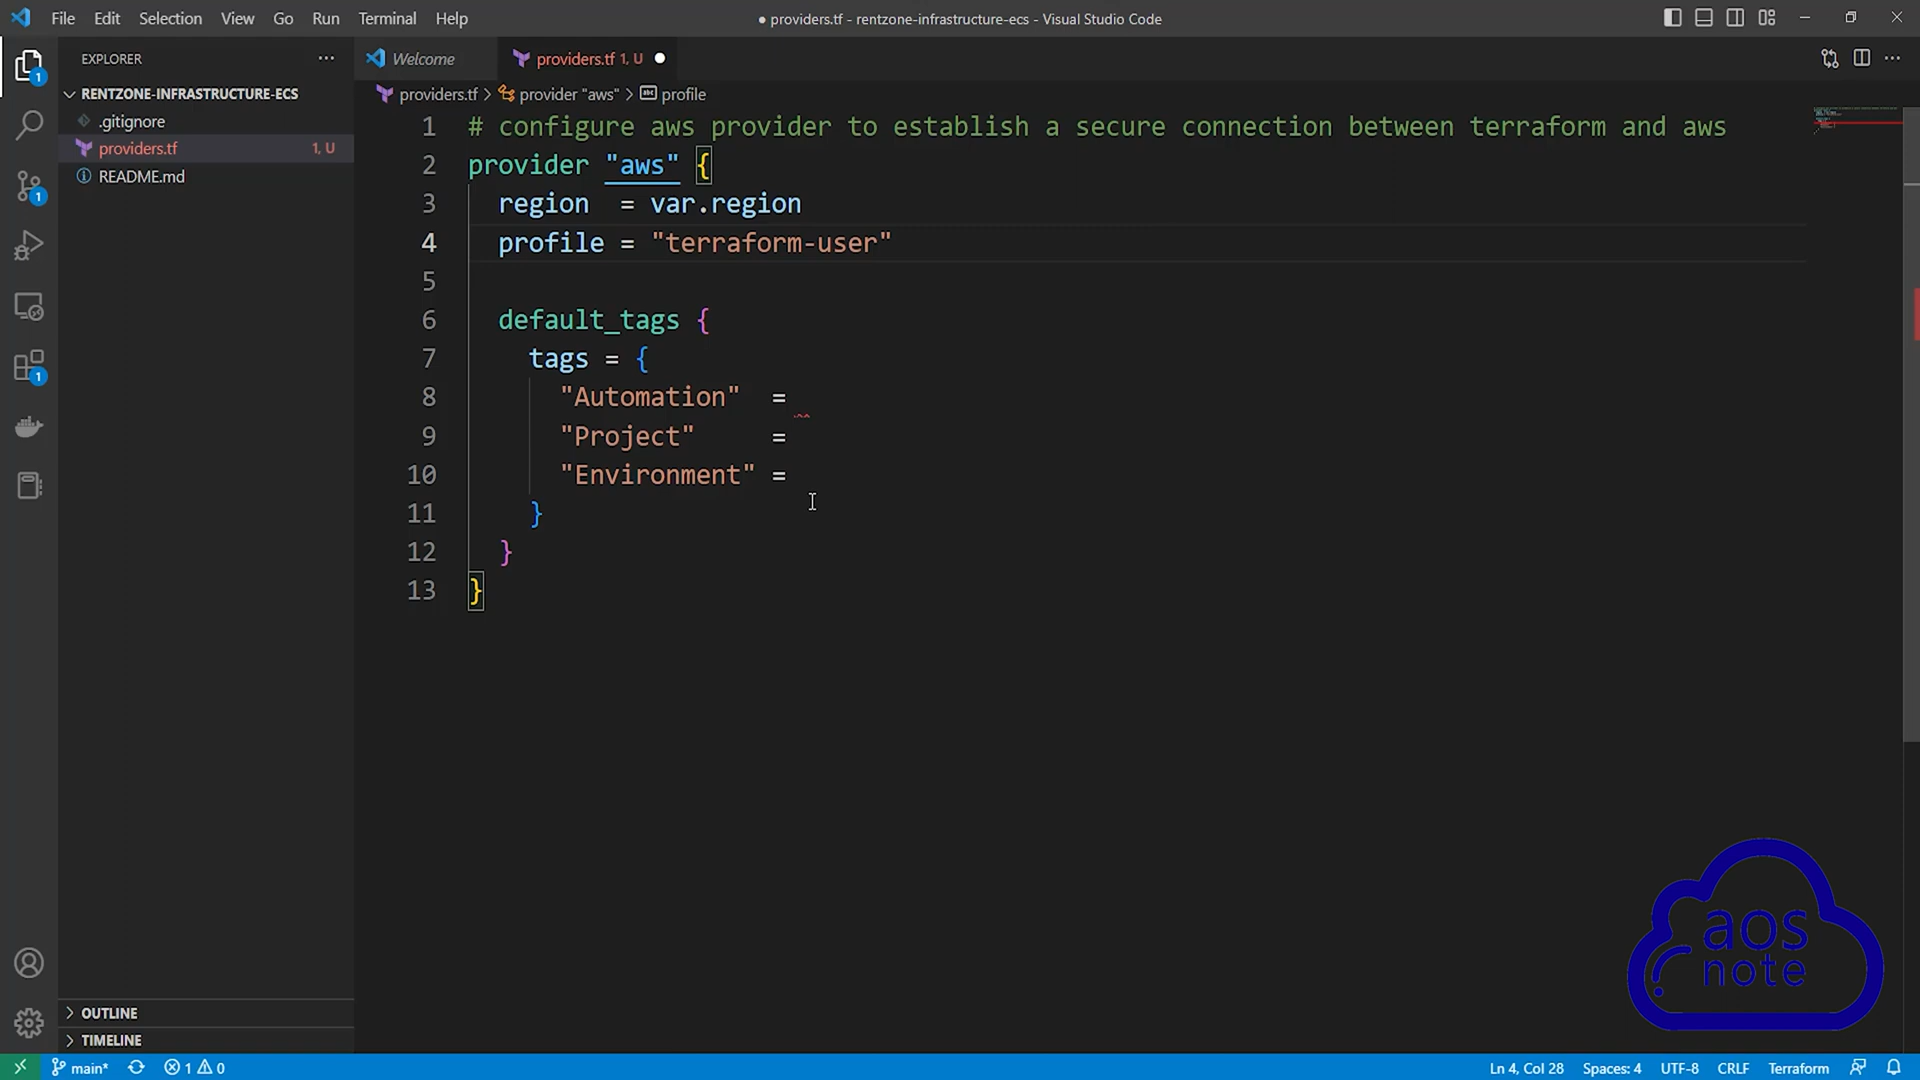 File Edit Selection View Go Run Terminal Help
● providers.tf - rentzone-infrastructure-ecs - Visual Studio Code
EXPLORER
RENTZONE-INFRASTRUCTURE-ECS
.gitignore
providers.tf 1, U
README.md
OUTLINE
TIMELINE
Welcome
providers.tf 1, U
providers.tf > provider "aws" > profile
1 # configure aws provider to establish a secure connection between terraform and aws
2 provider "aws" {
3 region = var.region
4 profile = "terraform-user"
5
6 default_tags {
7 tags = {
8 "Automation" =
9 "Project" =
10 "Environment" =
11 }
12 }
13 }
1
1
1
aos
note
main* 1 0
Ln 4, Col 28 Spaces: 4 UTF-8 CRLF Terraform